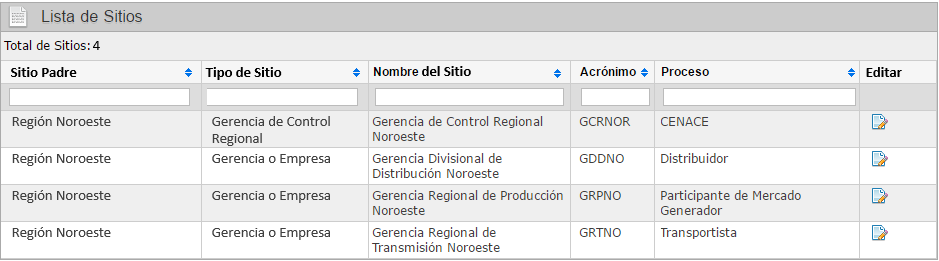 Lista de Sitios
Total de Sitios: 4
Sitio Padre Tipo de Sitio Nombre del Sitio Acrónimo Proceso Editar
Región Noroeste Gerencia de Control Regional Gerencia de Control Regional Noroeste GCRNOR CENACE
Región Noroeste Gerencia o Empresa Gerencia Divisional de Distribución Noroeste GDDNO Distribuidor
Región Noroeste Gerencia o Empresa Gerencia Regional de Producción Noroeste GRPNO Participante de Mercado Generador
Región Noroeste Gerencia o Empresa Gerencia Regional de Transmisión Noroeste GRTNO Transportista